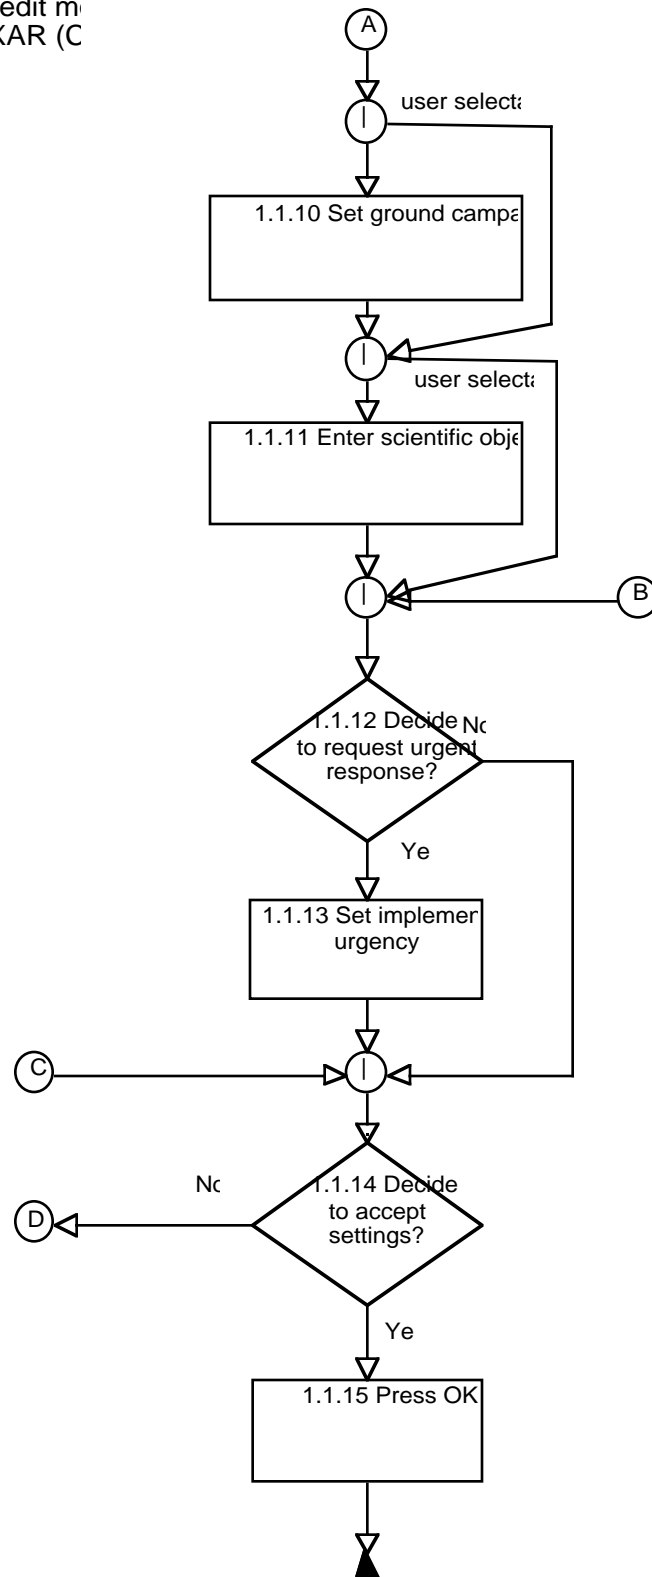 edit m
XAR (C
A
user selecta
|
1.1.10 Set ground campa
|
user selecta
1.1.11 Enter scientific obje
|
B
1.1.12 Decide No
to request urgent
response?
Ye
1.1.13 Set implemen
urgency
C
|
No
1.1.14 Decide
to accept
settings?
D
Ye
1.1.15 Press OK